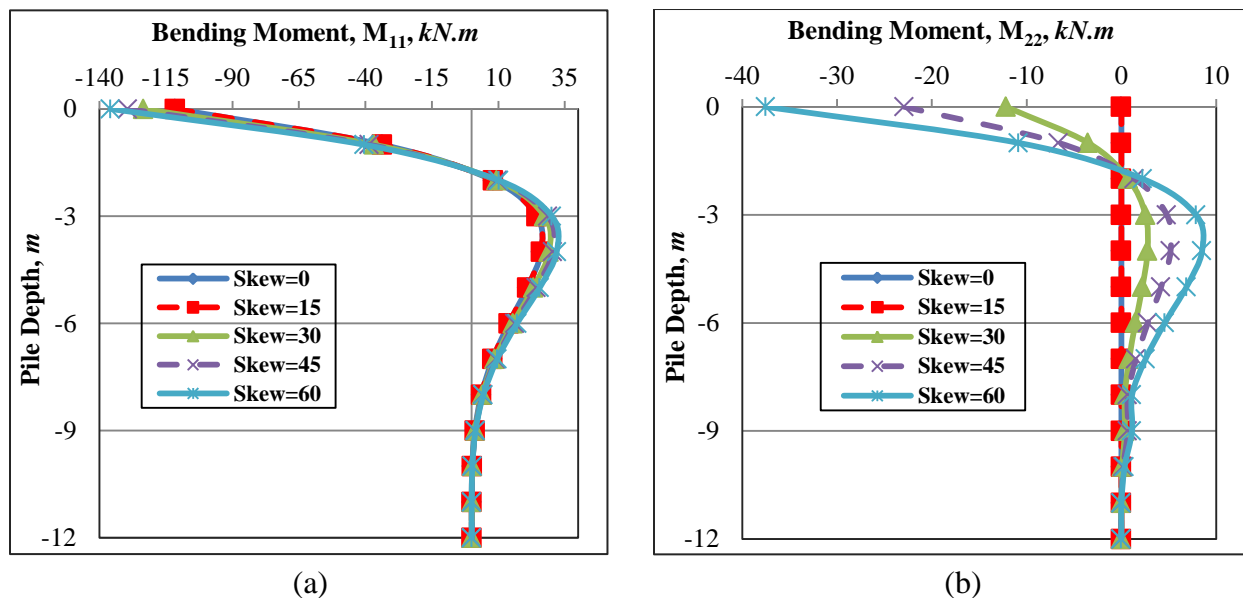 Bending Moment, M11, kN.m
-140 -115 -90 -65 -40 -15 10 35
0
-3
-6
-9
-12
Pile Depth, m
Skew=0
Skew=15
Skew=30
Skew=45
Skew=60
(a)
Bending Moment, M22, kN.m
-40 -30 -20 -10 0 10
0
-3
-6
-9
-12
Pile Depth, m
Skew=0
Skew=15
Skew=30
Skew=45
Skew=60
(b)